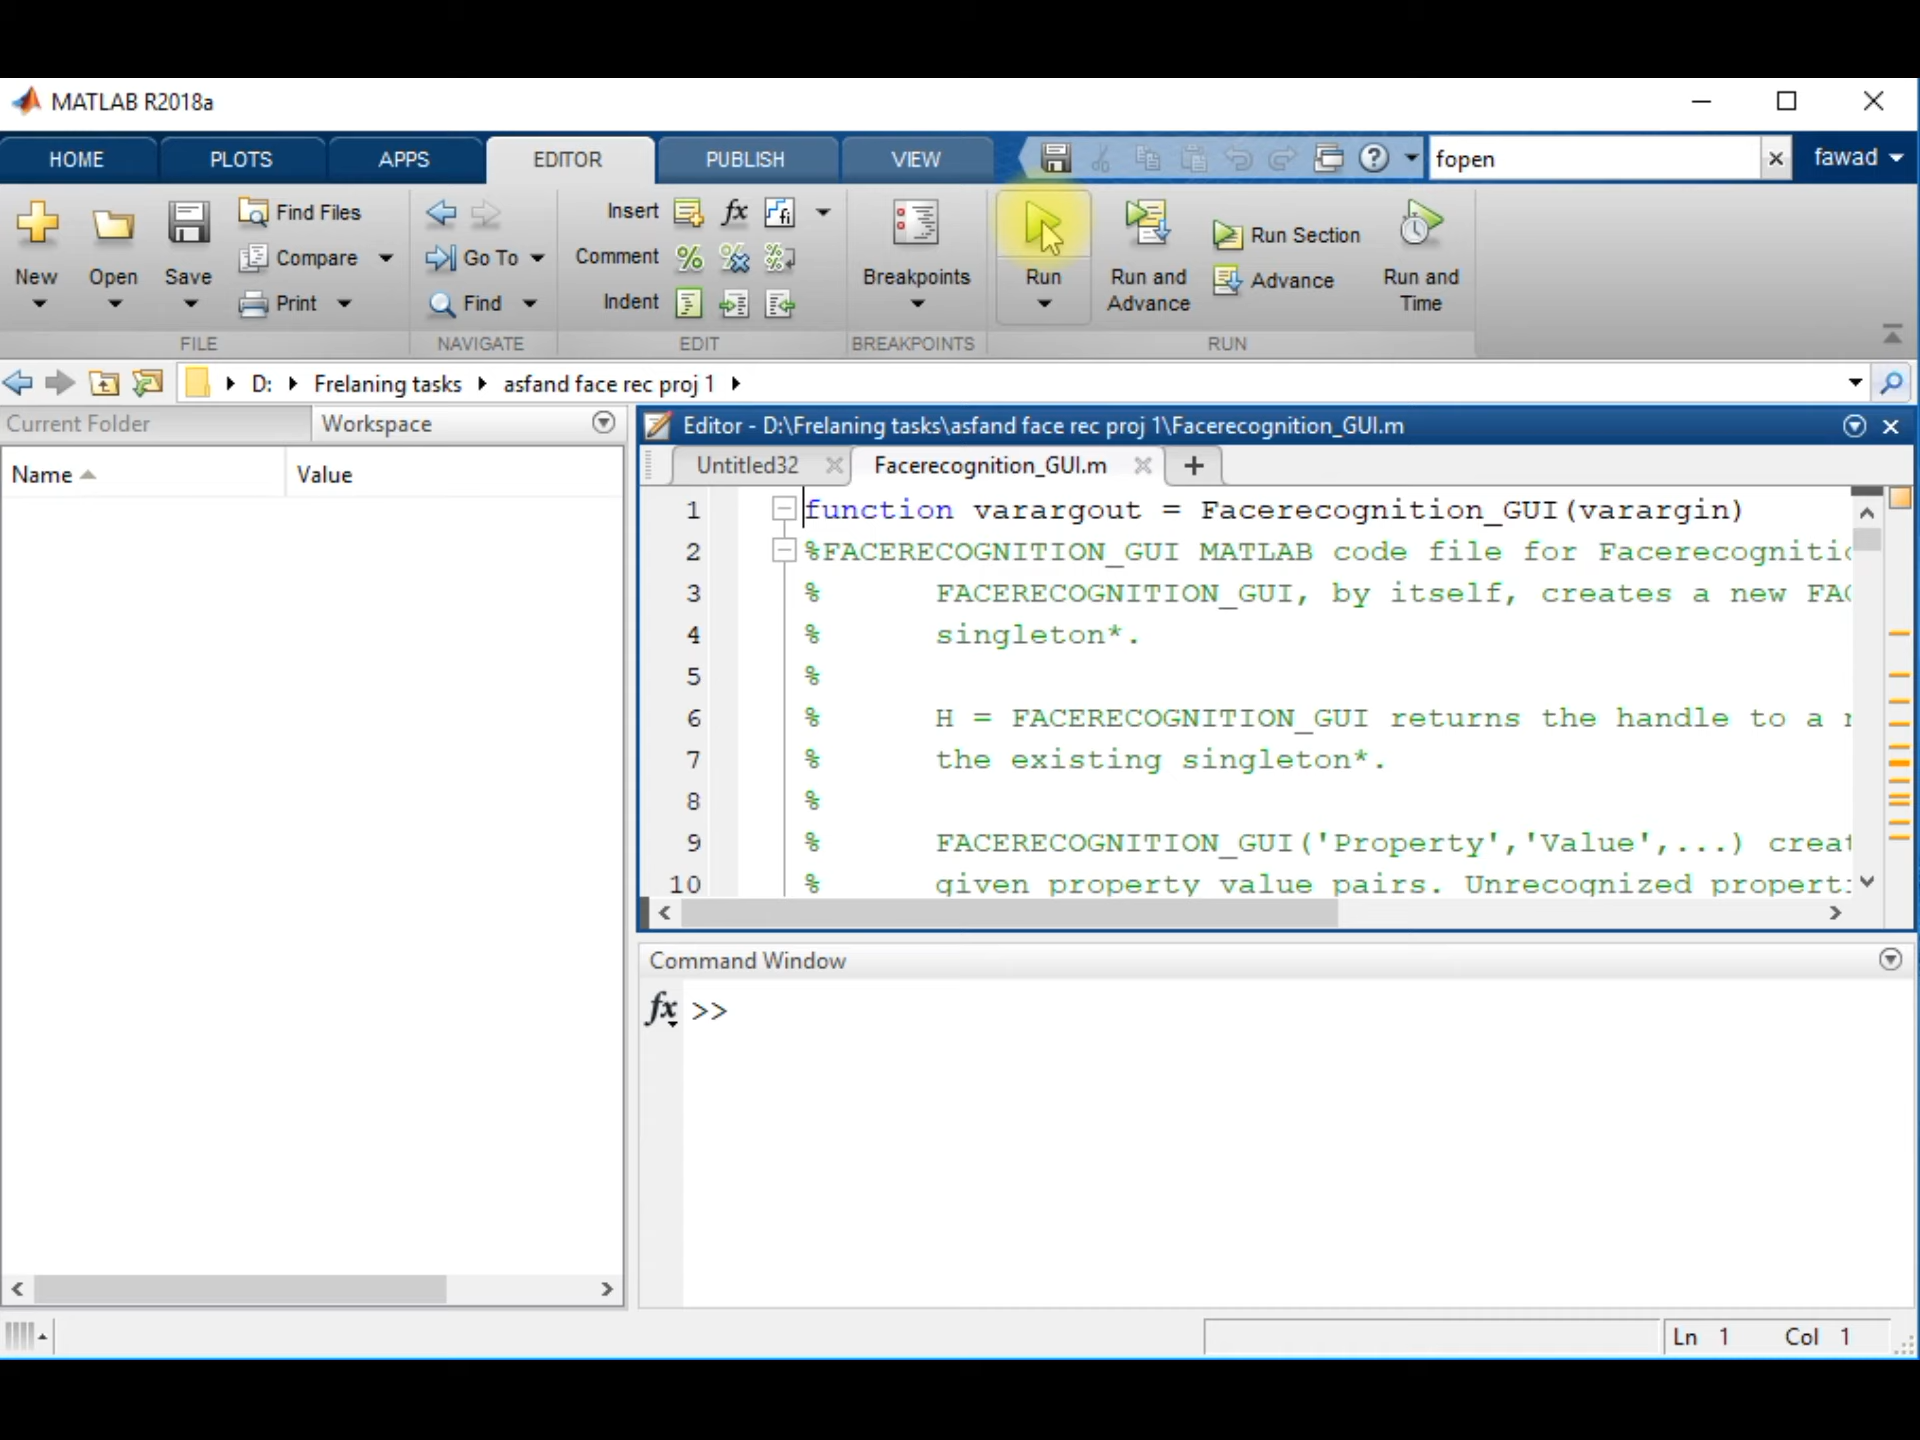 MATLAB R2018a
HOME PLOTS APPS EDITOR PUBLISH VIEW fopen fawad
New Open Save Find Files Compare Print
FILE
Go To Find
NAVIGATE
Insert fx fi
Comment
Indent
EDIT
Breakpoints
BREAKPOINTS
Run Run and Advance Run Section Advance Run and Time
RUN
D: Frelaning tasks asfand face rec proj 1
Current Folder Workspace
Name Value
Editor - D:\Frelaning tasks\asfand face rec proj 1\Facerecognition_GUI.m
Untitled32 Facerecognition_GUI.m +
1 function varargout = Facerecognition_GUI(varargin)
2 %FACERECOGNITION_GUI MATLAB code file for Facerecogniti
3 % FACERECOGNITION_GUI, by itself, creates a new FAC
4 % singleton*.
5 %
6 % H = FACERECOGNITION_GUI returns the handle to a
7 % the existing singleton*.
8 %
9 % FACERECOGNITION_GUI('Property','Value',...) creat
10 % given property value pairs. Unrecognized propert
Command Window
fx >>
Ln 1 Col 1